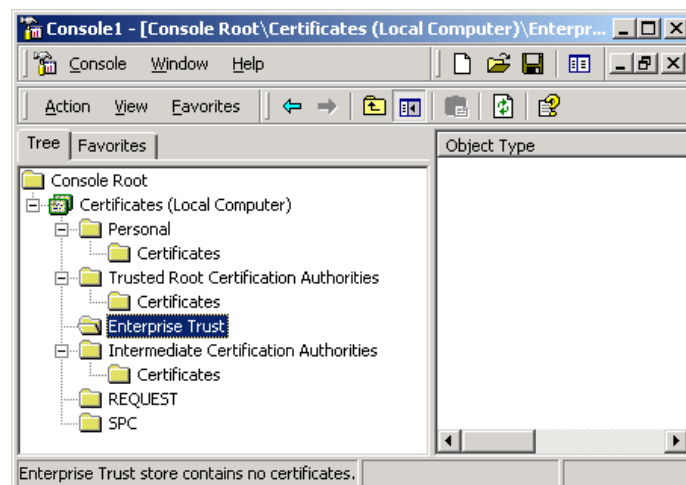 Console1 - [Console Root\Certificates (Local Computer)\Enterpr...
Console Window Help
Action View Favorites
Tree Favorites
Object Type
Console Root
Certificates (Local Computer)
Personal
Certificates
Trusted Root Certification Authorities
Certificates
Enterprise Trust
Intermediate Certification Authorities
Certificates
REQUEST
SPC
Enterprise Trust store contains no certificates.